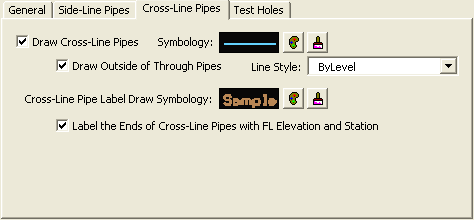 General Side-Line Pipes Cross-Line Pipes Test Holes
Draw Cross-Line Pipes Symbology:
Draw Outside of Through Pipes Line Style: ByLevel
Cross-Line Pipe Label Draw Symbology: Sample
Label the Ends of Cross-Line Pipes with FL Elevation and Station